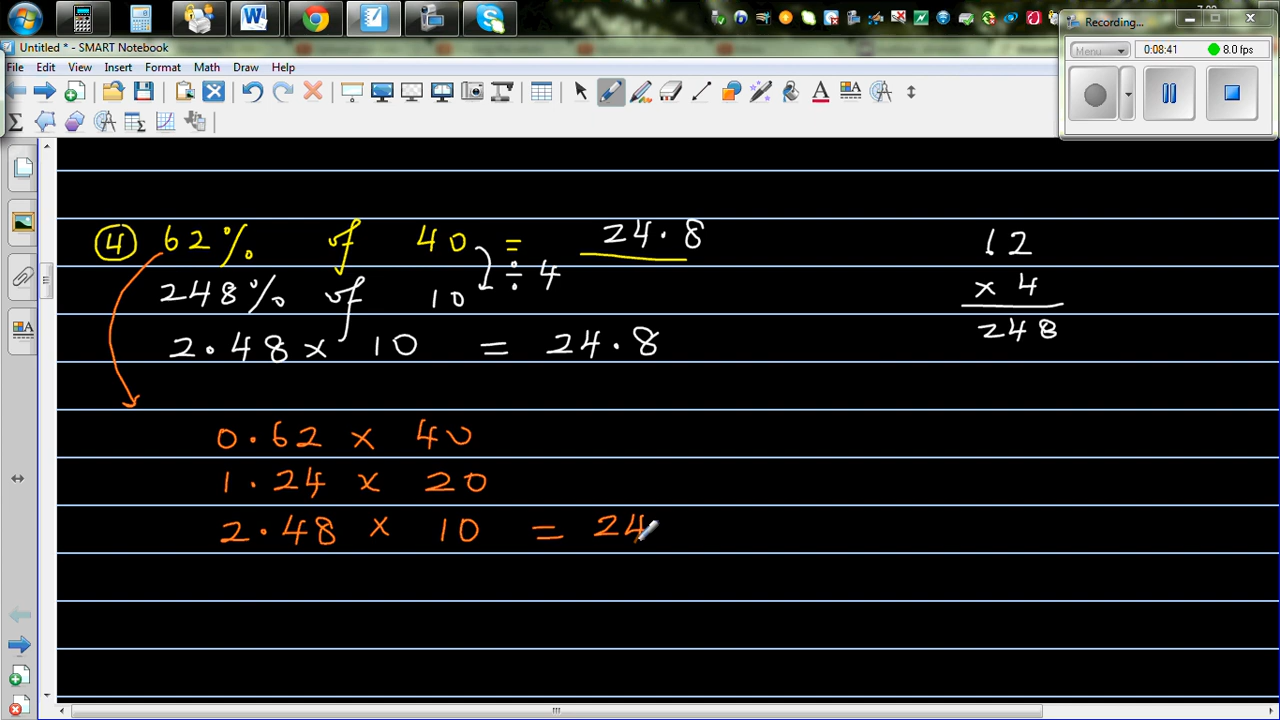 Recording...
Menu
0:08:41
8.0 fps
Untitled * - SMART Notebook
File Edit View Insert Format Math Draw Help
④ 62% of 40 = 24.8
÷ 4
248% of 10
2.48 x 10 = 24.8
62
x 4
248
0.62 x 40
1.24 x 20
2.48 x 10 = 24